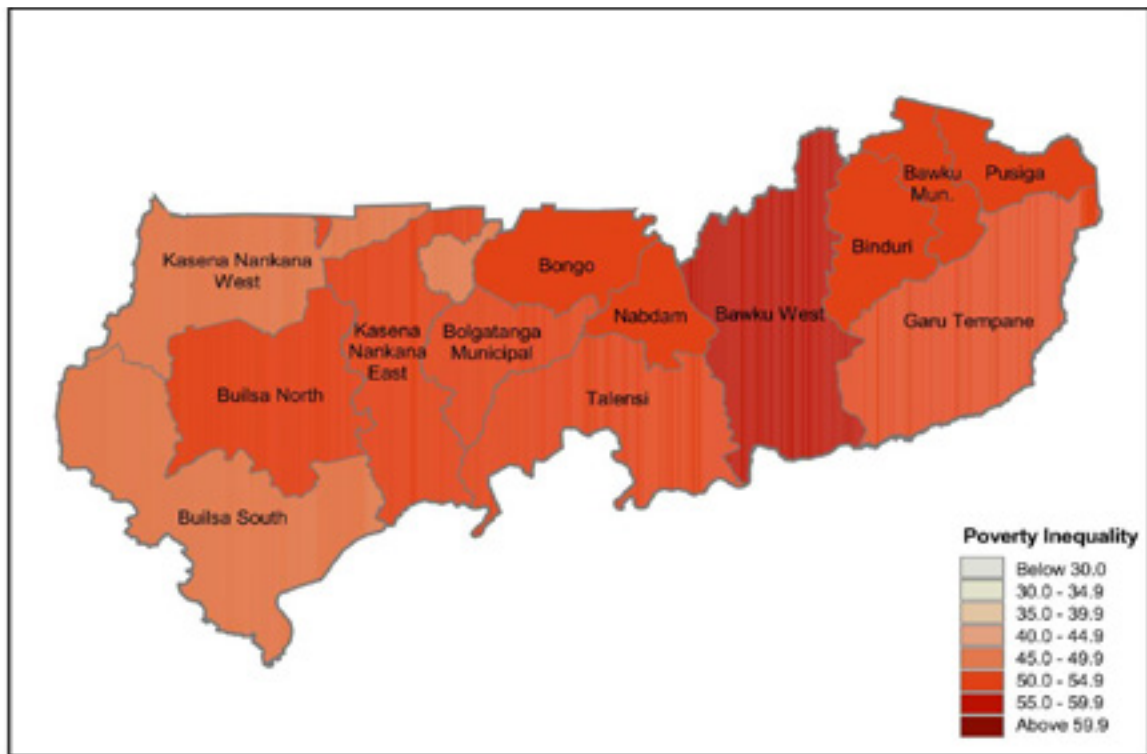 Kasena Nankana
West
Builsa North
Builsa South
Kasena
Nankana
East
Bolgatanga
Municipal
Bongo
Nabdam
Talensi
Bawku West
Binduri
Bawku
Mun.
Pusiga
Garu Tempane
Poverty Inequality
Below 30.0
30.0 - 34.9
35.0 - 39.9
40.0 - 44.9
45.0 - 49.9
50.0 - 54.9
55.0 - 59.9
Above 59.9